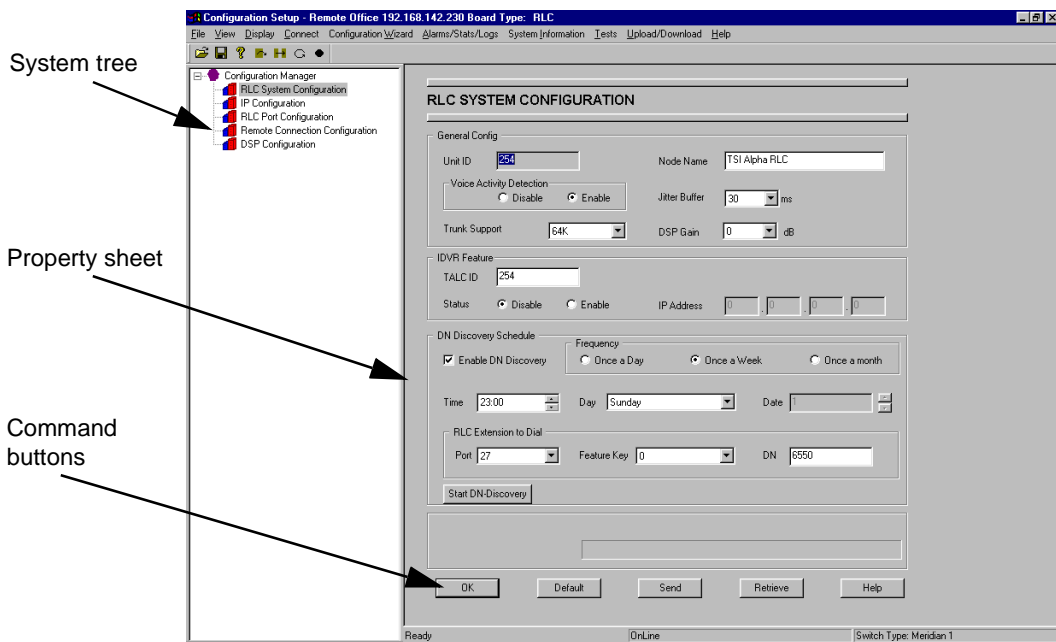 Configuration Setup - Remote Office 192.168.142.230 Board Type: RLC
File View Display Connect Configuration Wizard Alarms/Stats/Logs System Information Tests Upload/Download Help
System tree
Configuration Manager
RLC System Configuration
IP Configuration
RLC Port Configuration
Remote Connection Configuration
DSP Configuration
Property sheet
Command
buttons
RLC SYSTEM CONFIGURATION
General Config
Unit ID 254 Node Name TSI Alpha RLC
Voice Activity Detection
Disable Enable Jitter Buffer 30 ms
Trunk Support 64K DSP Gain 0 dB
IDVR Feature
TALC ID 254
Status Disable Enable IP Address 0 . 0 . 0 . 0
DN Discovery Schedule
Frequency
Enable DN Discovery Once a Day Once a Week Once a month
Time 23:00 Day Sunday Date 1
RLC Extension to Dial
Port 27 Feature Key 0 DN 6550
Start DN-Discovery
OK Default Send Retrieve Help
Ready OnLine Switch Type: Meridian 1